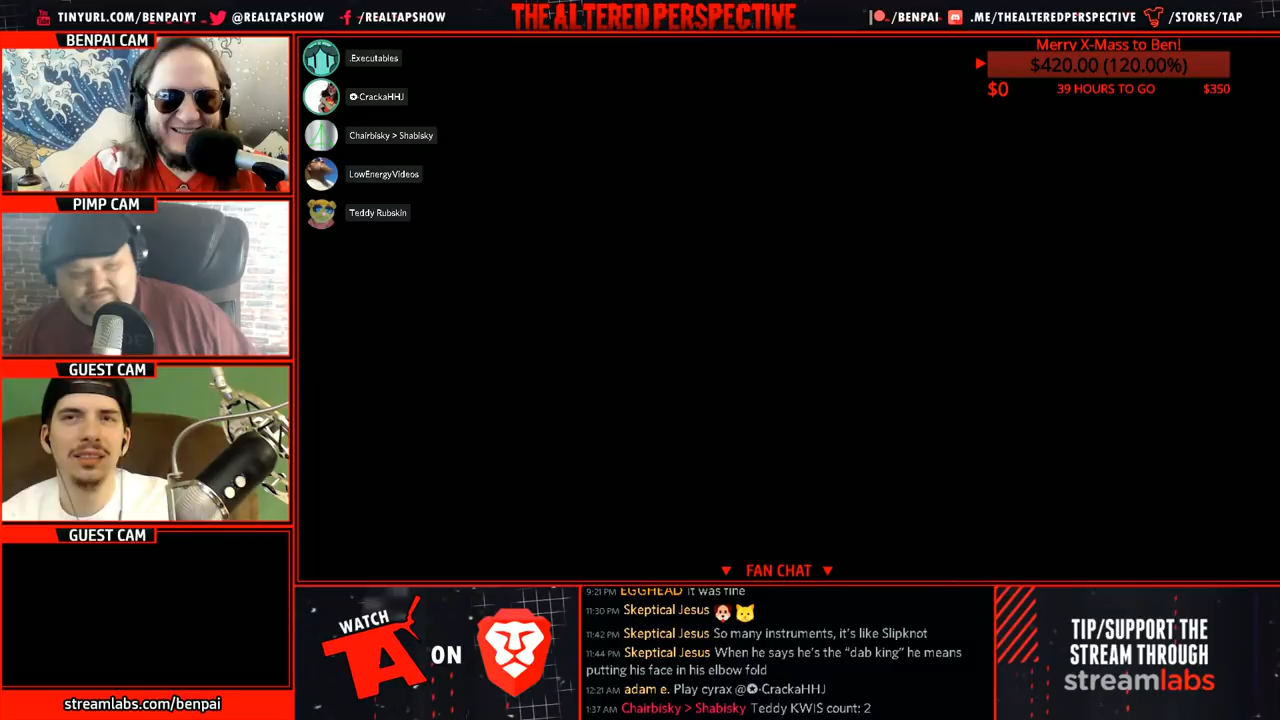 TINYURL.COM/BENPAIYT @REALTAPSHOW /REALTAPSHOW
THE ALTERED PERSPECTIVE
/BENPAI .ME/THEALTEREDPERSPECTIVE /STORES/TAP
BENPAI CAM
PIMP CAM
GUEST CAM
GUEST CAM
streamlabs.com/benpai
.Executables
✪-CrackaHHJ
Chairbisky > Shabisky
LowEnergyVideos
Teddy Rubskin
Merry X-Mass to Ben!
$420.00 (120.00%)
$0 39 HOURS TO GO $350
▼ FAN CHAT ▼
WATCH
ON
9:21 PM EGGHEAD It was fine
11:30 PM Skeptical Jesus 🐶 🐱
11:42 PM Skeptical Jesus So many instruments, it's like Slipknot
11:44 PM Skeptical Jesus When he says he's the “dab king” he means
putting his face in his elbow fold
12:21 AM adam e. Play cyrax @✪-CrackaHHJ
1:37 AM Chairbisky > Shabisky Teddy KWIS count: 2
TIP/SUPPORT THE
STREAM THROUGH
streamlabs